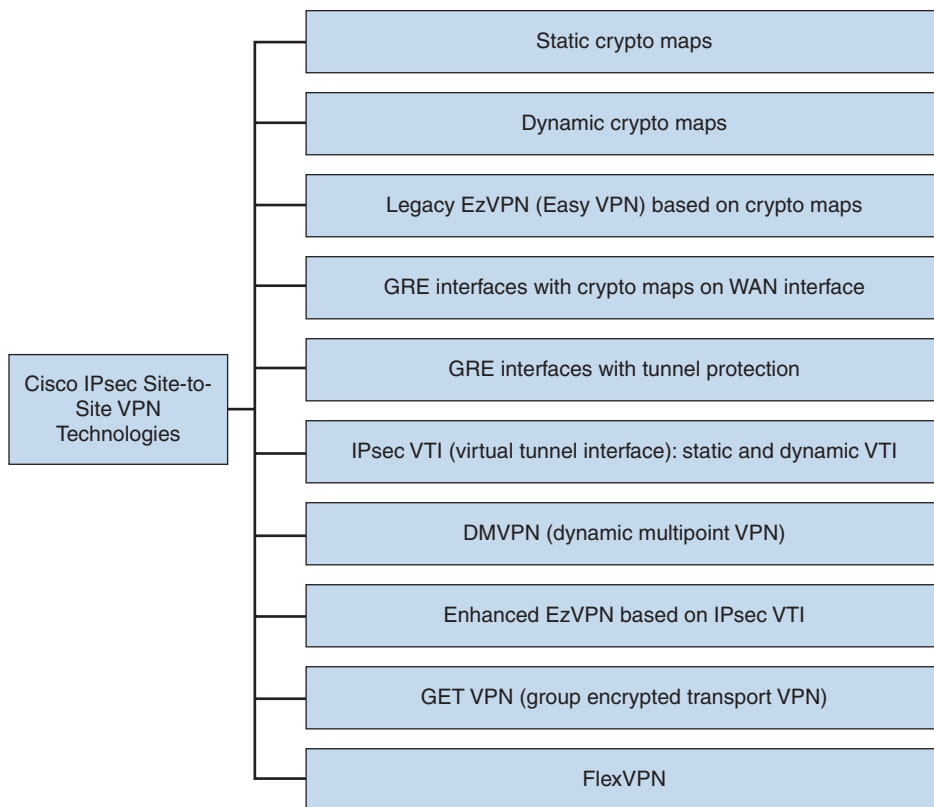 Static crypto maps
Dynamic crypto maps
Legacy EzVPN (Easy VPN) based on crypto maps
GRE interfaces with crypto maps on WAN interface
GRE interfaces with tunnel protection
Cisco IPsec Site-to-
Site VPN
Technologies
IPsec VTI (virtual tunnel interface): static and dynamic VTI
DMVPN (dynamic multipoint VPN)
Enhanced EzVPN based on IPsec VTI
GET VPN (group encrypted transport VPN)
FlexVPN